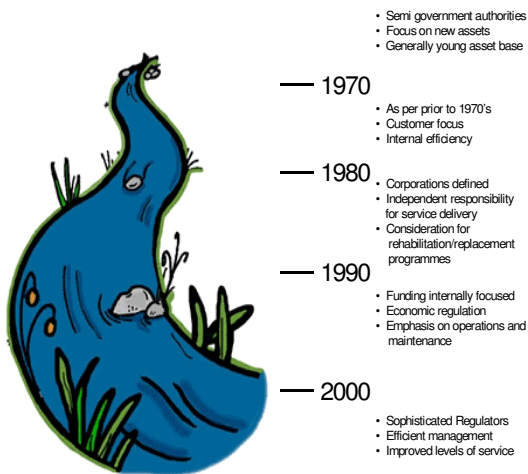 • Semi government authorities
• Focus on new assets
• Generally young asset base
1970
• As per prior to 1970's
• Customer focus
• Internal efficiency
1980
• Corporations defined
• Independent responsibility
for service delivery
• Consideration for
rehabilitation/replacement
programmes
1990
• Funding internally focused
• Economic regulation
• Emphasis on operations and
maintenance
2000
• Sophisticated Regulators
• Efficient management
• Improved levels of service